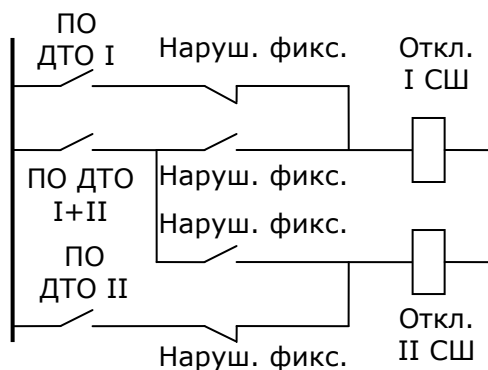 ПО
ДТО I
Наруш. фикс.
Откл.
I СШ
ПО ДТО
I+II
Наруш. фикс.
Наруш. фикс.
ПО
ДТО II
Наруш. фикс.
Откл.
II СШ